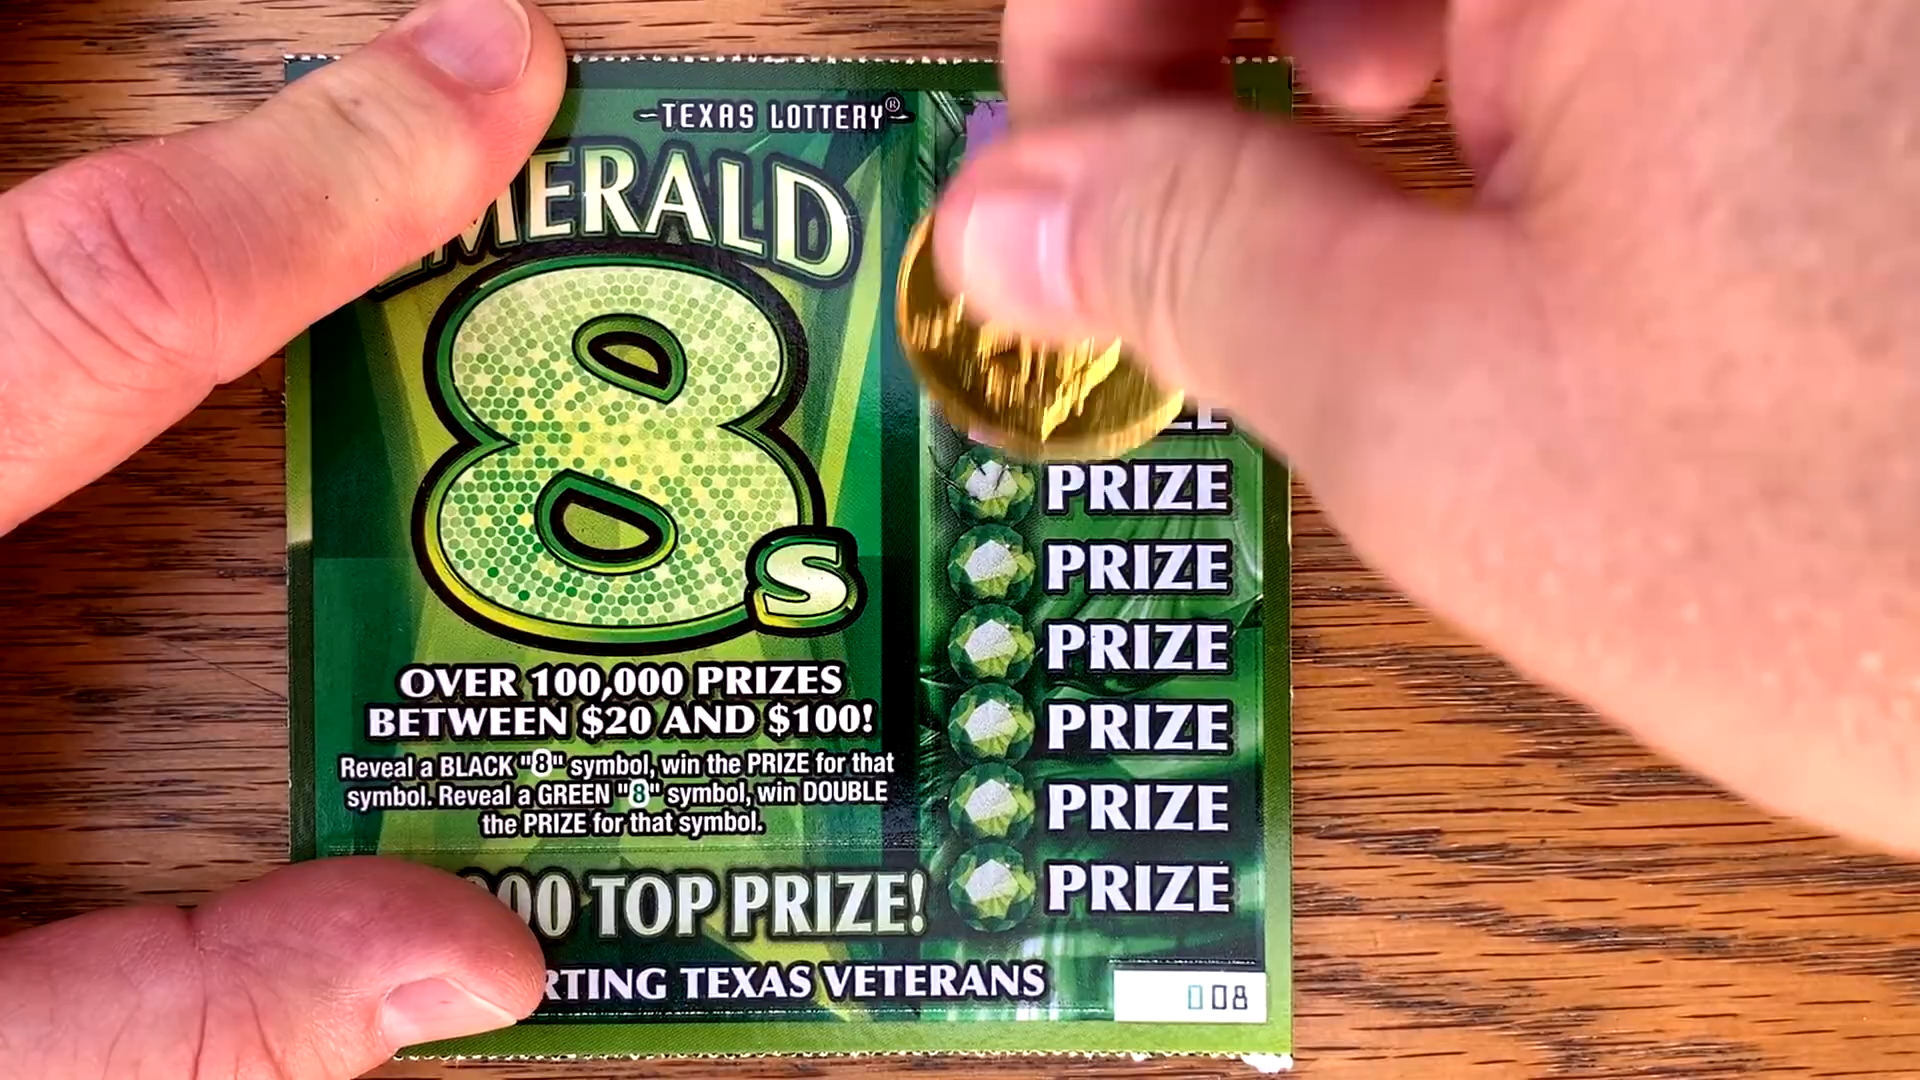 TEXAS LOTTERY®
EMERALD
8s
OVER 100,000 PRIZES
BETWEEN $20 AND $100!
Reveal a BLACK "8" symbol, win the PRIZE for that
symbol. Reveal a GREEN "8" symbol, win DOUBLE
the PRIZE for that symbol.
00 TOP PRIZE!
RTING TEXAS VETERANS
ZE
PRIZE
PRIZE
PRIZE
PRIZE
PRIZE
PRIZE
008